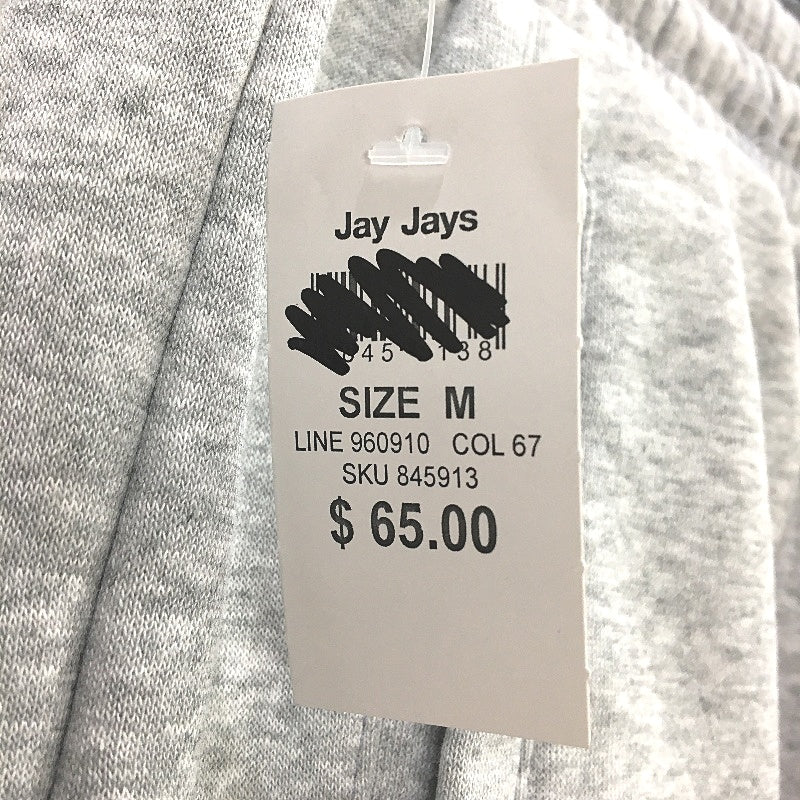 Jay Jays
SIZE M
LINE 960910 COL 67
SKU 845913
$ 65.00